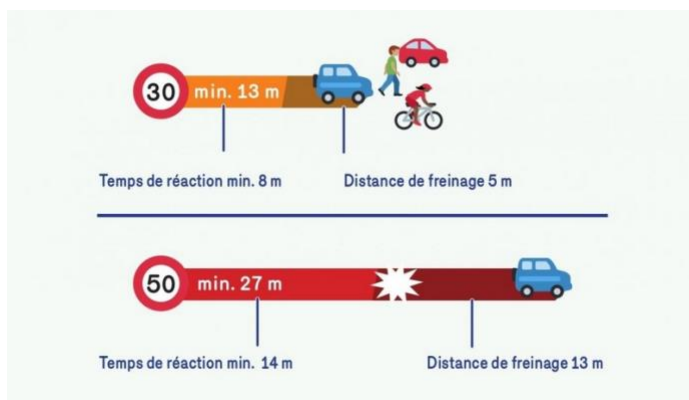 30
min. 13 m
Temps de réaction min. 8 m
Distance de freinage 5 m
50
min. 27 m
Temps de réaction min. 14 m
Distance de freinage 13 m